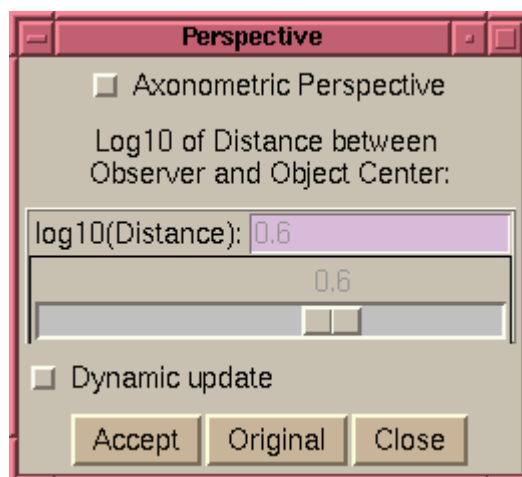 Perspective
Axonometric Perspective
Log10 of Distance between
Observer and Object Center:
log10(Distance): 0.6
0.6
Dynamic update
Accept Original Close